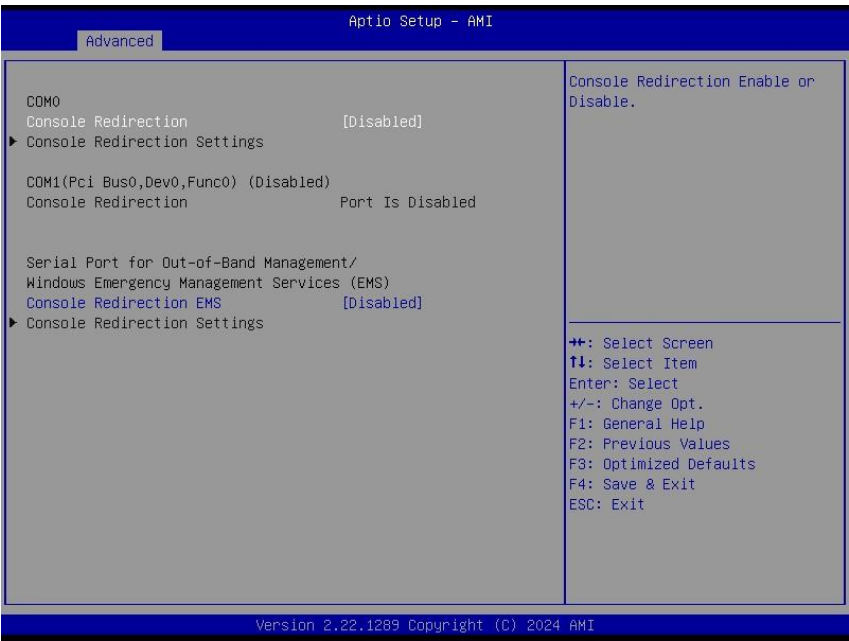 Aptio Setup – AMI
Advanced
COM0
Console Redirection [Disabled]
▶ Console Redirection Settings
COM1(Pci Bus0,Dev0,Func0) (Disabled)
Console Redirection Port Is Disabled
Serial Port for Out-of-Band Management/
Windows Emergency Management Services (EMS)
Console Redirection EMS [Disabled]
▶ Console Redirection Settings
Console Redirection Enable or
Disable.
→←: Select Screen
↑↓: Select Item
Enter: Select
+/-: Change Opt.
F1: General Help
F2: Previous Values
F3: Optimized Defaults
F4: Save & Exit
ESC: Exit
Version 2.22.1289 Copyright (C) 2024 AMI